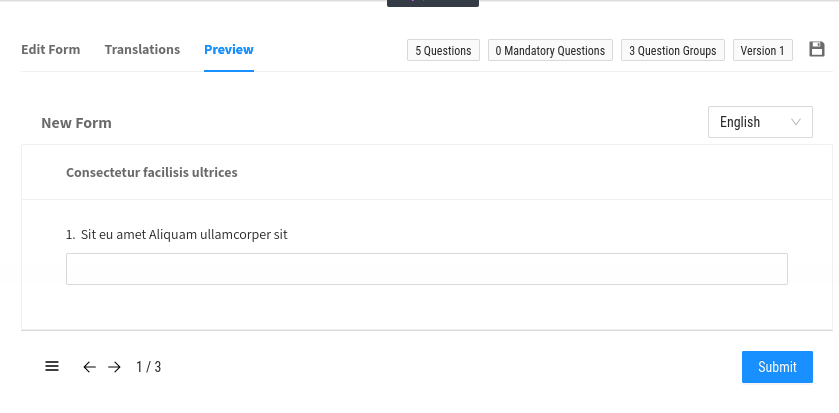 Edit Form Translations Preview 5 Questions 0 Mandatory Questions 3 Question Groups Version 1
New Form English
Consectetur facilisis ultrices
1. Sit eu amet Aliquam ullamcorper sit
1 / 3 Submit